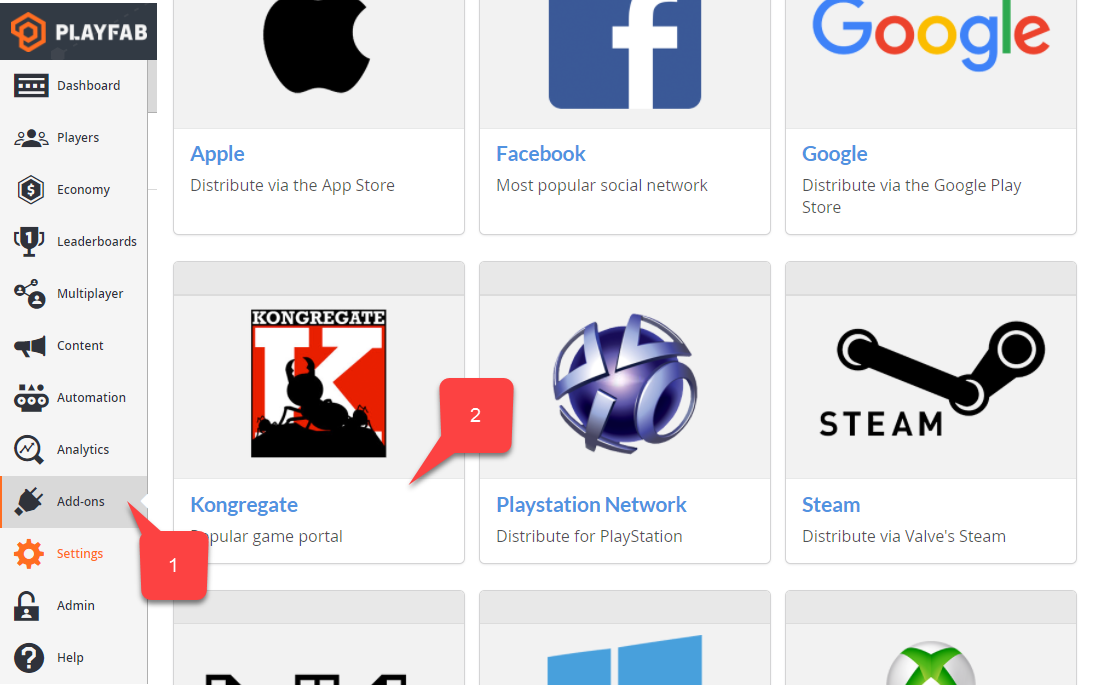 PLAYFAB
Dashboard
Players
Economy
Leaderboards
Multiplayer
Content
Automation
Analytics
Add-ons
Settings
Admin
Help
Google
Apple
Distribute via the App Store
Facebook
Most popular social network
Google
Distribute via the Google Play
Store
KONGREGATE
K
STEAM
Kongregate
pular game portal
Playstation Network
Distribute for PlayStation
Steam
Distribute via Valve's Steam
1
2